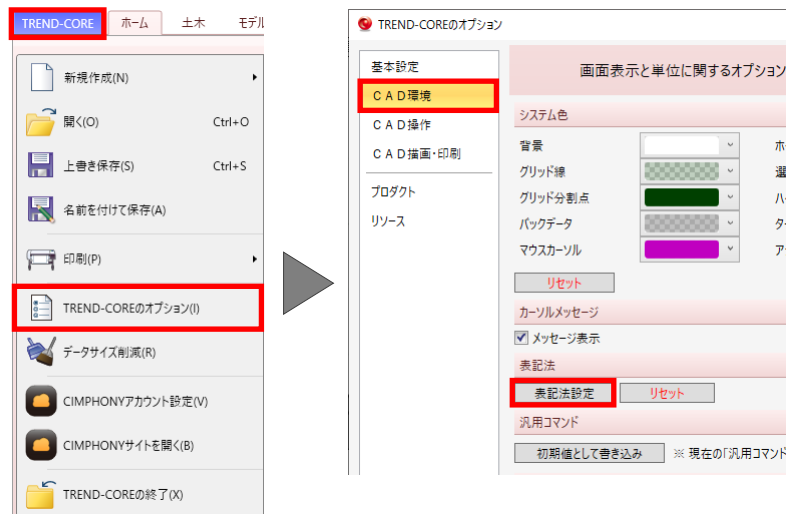 TREND-CORE ホーム 土木 モデル
新規作成(N)
開く(O) Ctrl+O
上書き保存(S) Ctrl+S
名前を付けて保存(A)
印刷(P)
TREND-COREのオプション(I)
データサイズ削減(R)
CIMPHONYアカウント設定(V)
CIMPHONYサイトを開く(B)
TREND-COREの終了(X)
TREND-COREのオプション
基本設定
ＣＡＤ環境
ＣＡＤ操作
ＣＡＤ描画・印刷
プロダクト
リソース
画面表示と単位に関するオプション
システム色
背景
グリッド線
グリッド分割点
バックデータ
マウスカーソル
リセット
カーソルメッセージ
メッセージ表示
表記法
表記法設定 リセット
汎用コマンド
初期値として書き込み ※ 現在の「汎用コマンド